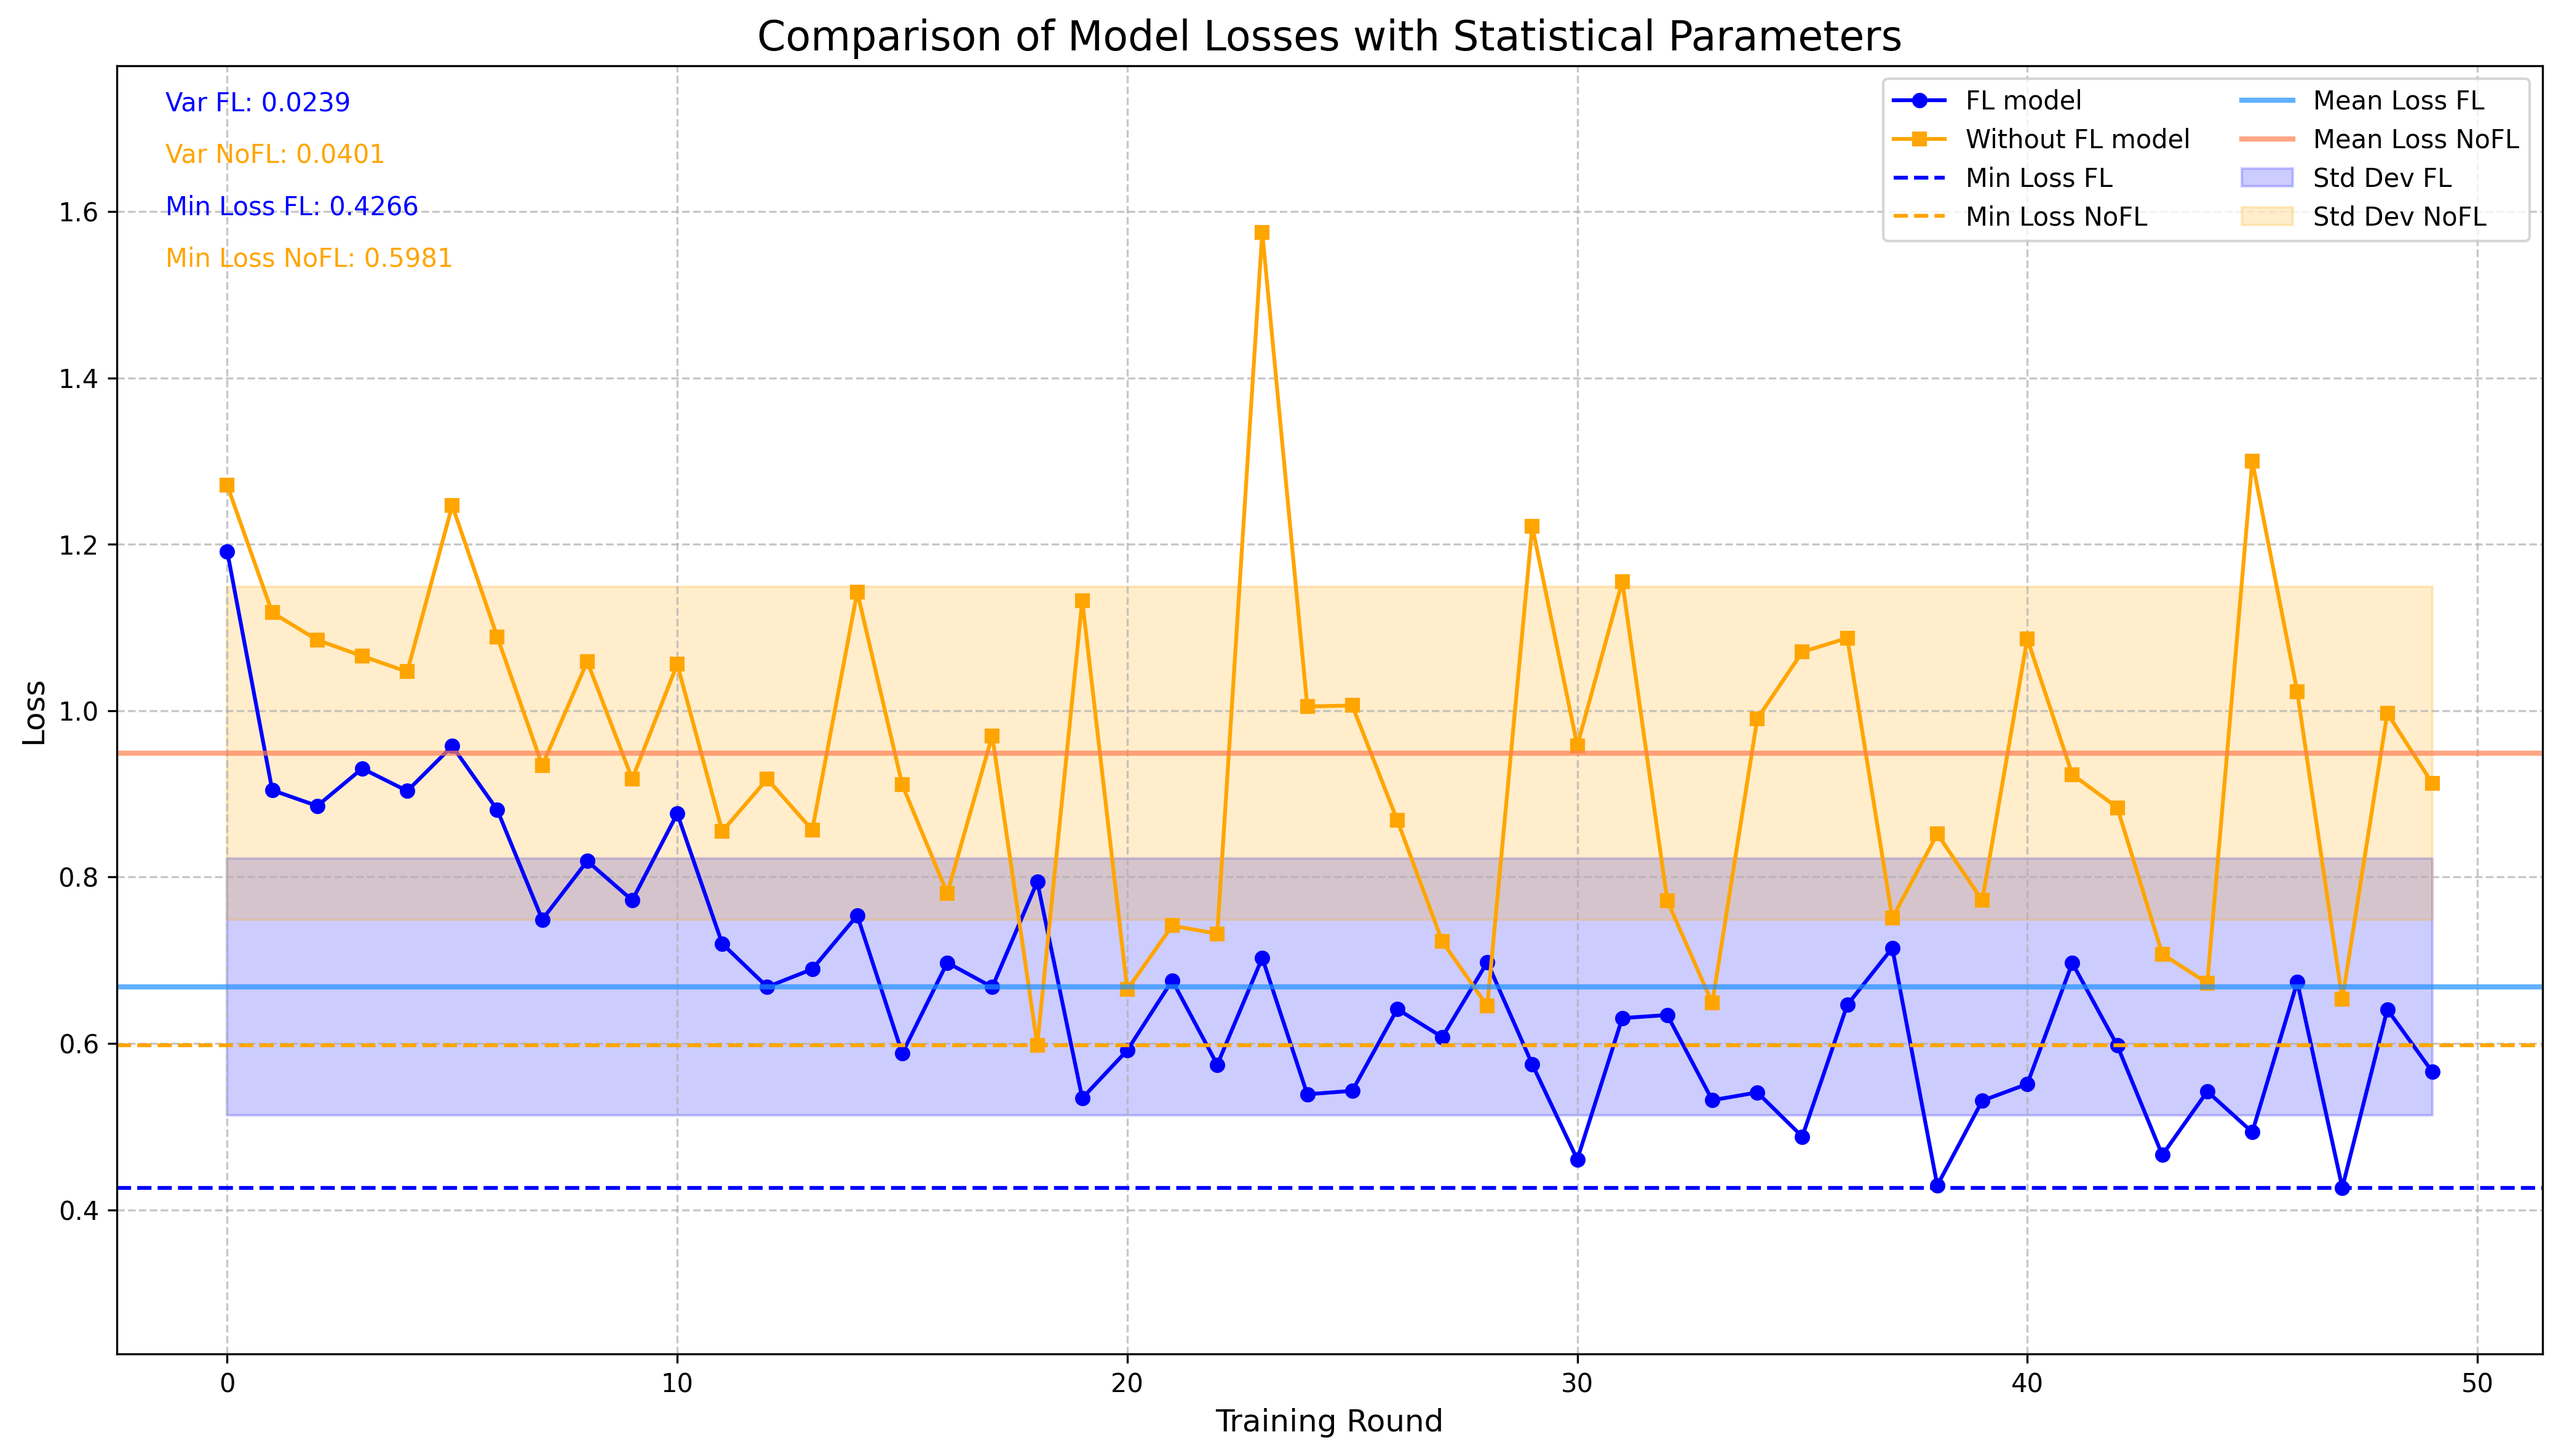 Comparison of Model Losses with Statistical Parameters
Var FL: 0.0239
Var NoFL: 0.0401
Min Loss FL: 0.4266
Min Loss NoFL: 0.5981
FL model
Without FL model
Min Loss FL
Min Loss NoFL
Mean Loss FL
Mean Loss NoFL
Std Dev FL
Std Dev NoFL
Loss
1.6
1.4
1.2
1.0
0.8
0.6
0.4
0 10 20 30 40 50
Training Round